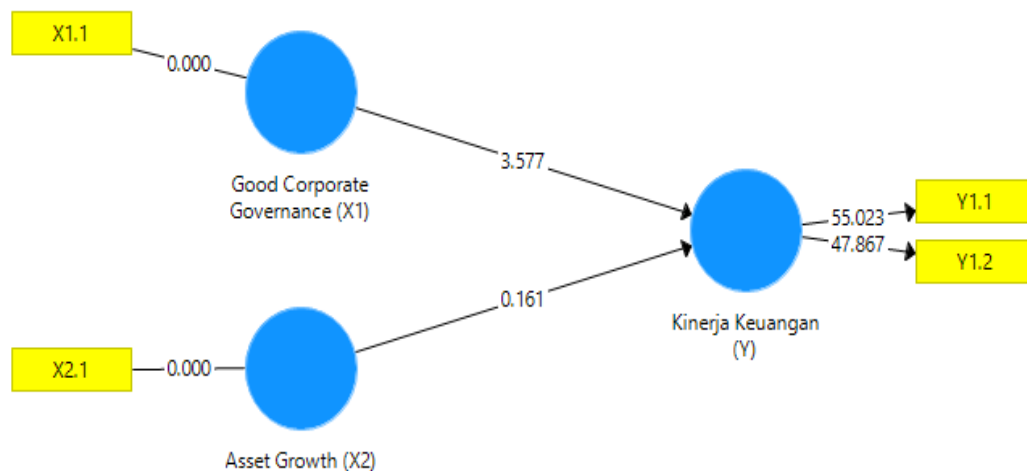 X1.1
0.000
Good Corporate
Governance (X1)
3.577
Kinerja Keuangan
(Y)
55.023
Y1.1
47.867
Y1.2
0.161
X2.1
0.000
Asset Growth (X2)